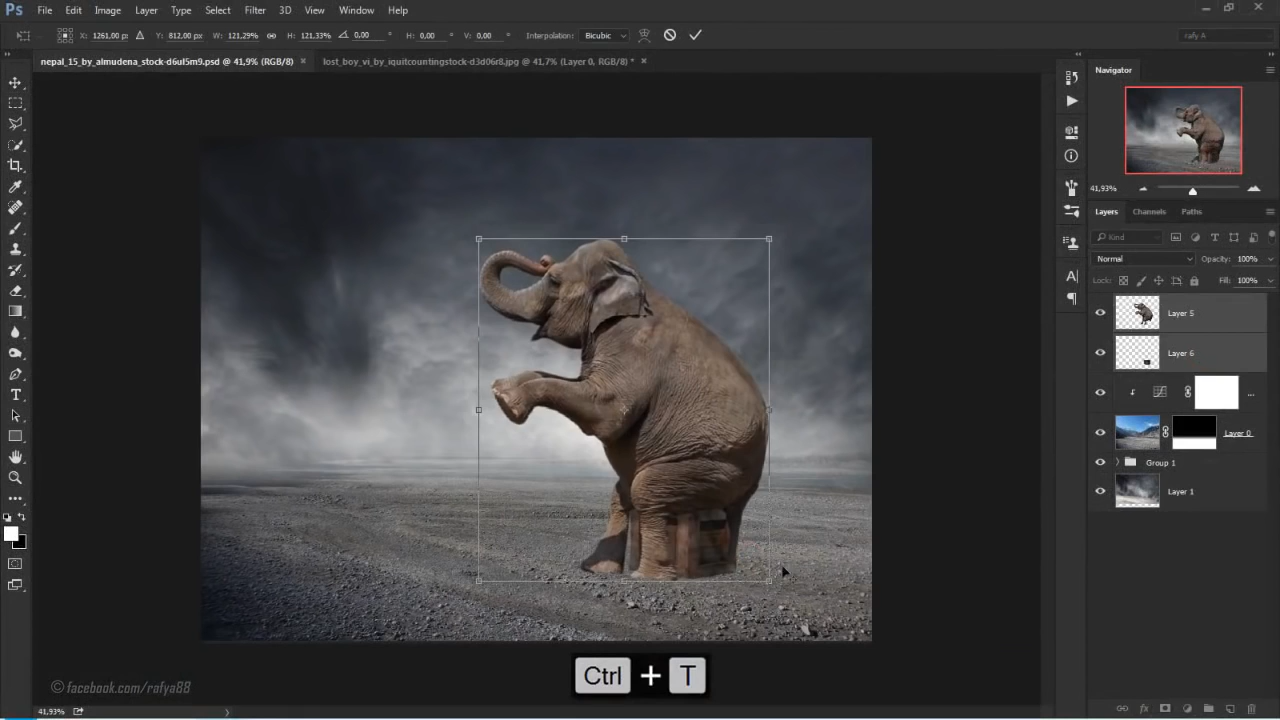 Ps File Edit Image Layer Type Select Filter 3D View Window Help
X: 1261,00 px Y: 812,00 px W: 121,29% H: 121,33% 0,00 ° H: 0,00 ° V: 0,00 ° Interpolation: Bicubic rafy A
nepal_15_by_almudena_stock-d6ul5m9.psd @ 41,9% (RGB/8) × lost_boy_vi_by_iquitcountingstock-d3d06r8.jpg @ 41,7% (Layer 0, RGB/8) * ×
Navigator
41,93%
Layers Channels Paths
Kind
Normal Opacity: 100%
Lock: Fill: 100%
Layer 5
Layer 6
...
Layer 0
Group 1
Layer 1
Ctrl + T
© facebook.com/rafya88
41,93%